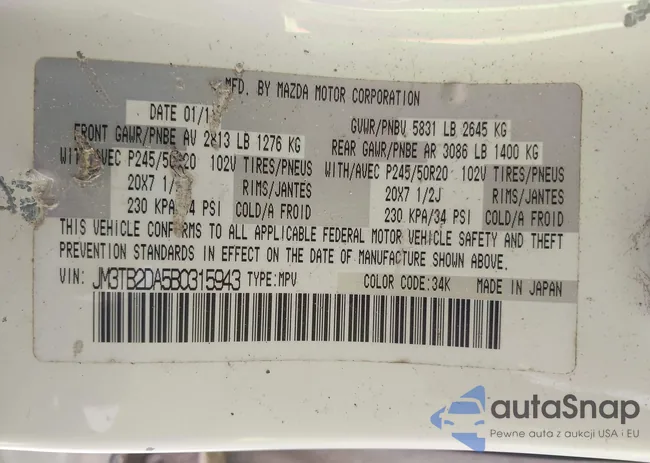 MFD. BY MAZDA MOTOR CORPORATION
DATE 01/1
GVWR/PNBV 5831 LB 2645 KG
FRONT GAWR/PNBE AV 2813 LB 1276 KG
REAR GAWR/PNBE AR 3086 LB 1400 KG
WITH/AVEC P245/50R20 102V TIRES/PNEUS
WITH/AVEC P245/50R20 102V TIRES/PNEUS
20X7 1/ RIMS/JANTES
20X7 1/2J RIMS/JANTES
230 KPA/34 PSI COLD/A FROID
230 KPA/34 PSI COLD/A FROID
THIS VEHICLE CONFORMS TO ALL APPLICABLE FEDERAL MOTOR VEHICLE SAFETY AND THEFT
PREVENTION STANDARDS IN EFFECT ON THE DATE OF MANUFACTURE SHOWN ABOVE.
VIN: JM3TB2DA5B0315943 TYPE: MPV COLOR CODE: 34K MADE IN JAPAN
autaSnap
Pewne auta z aukcji USA i EU